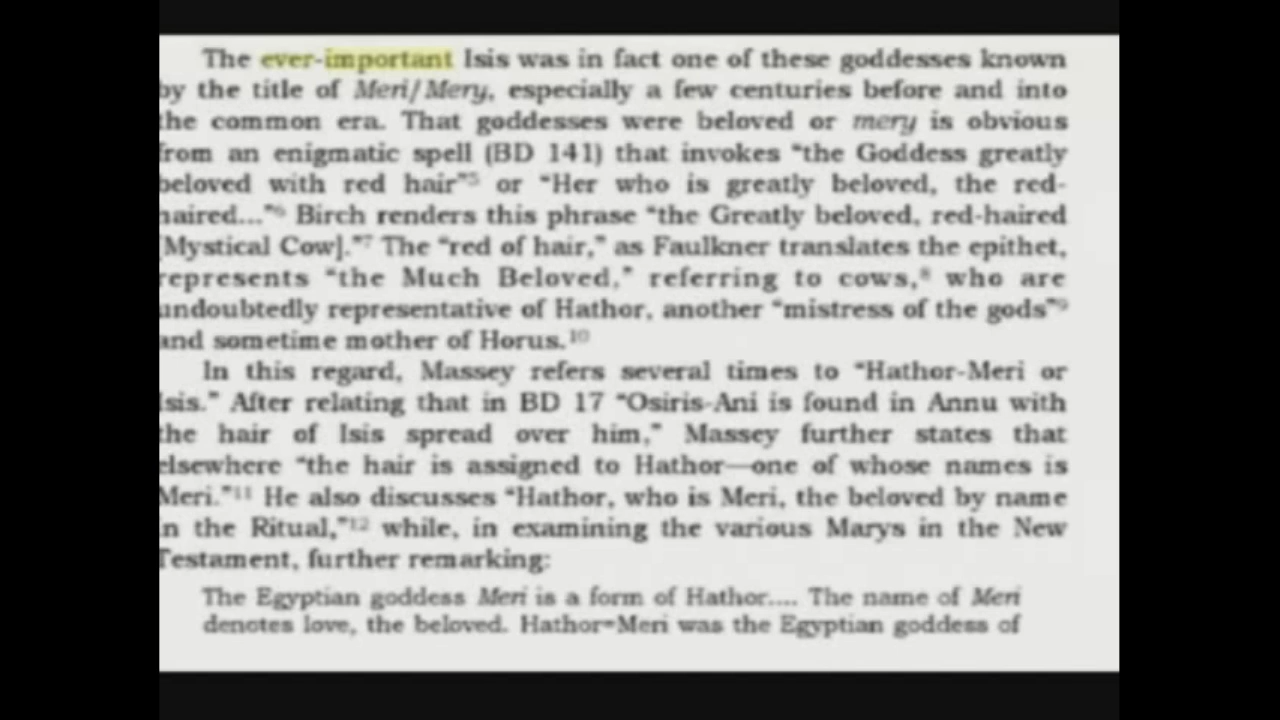 The ever-important Isis was in fact one of these goddesses known
by the title of Meri/Mery, especially a few centuries before and into
the common era. That goddesses were beloved or mery is obvious
from an enigmatic spell (BD 141) that invokes “the Goddess greatly
beloved with red hair”5 or “Her who is greatly beloved, the red-
haired...”6 Birch renders this phrase “the Greatly beloved, red-haired
[Mystical Cow].”7 The “red of hair,” as Faulkner translates the epithet,
represents “the Much Beloved,” referring to cows,8 who are
undoubtedly representative of Hathor, another “mistress of the gods”9
and sometime mother of Horus.10
In this regard, Massey refers several times to “Hathor-Meri or
Isis.” After relating that in BD 17 “Osiris-Ani is found in Annu with
the hair of Isis spread over him,” Massey further states that
elsewhere “the hair is assigned to Hathor—one of whose names is
Meri.”11 He also discusses “Hathor, who is Meri, the beloved by name
in the Ritual,”12 while, in examining the various Marys in the New
Testament, further remarking:
The Egyptian goddess Meri is a form of Hathor.... The name of Meri
denotes love, the beloved. Hathor-Meri was the Egyptian goddess of